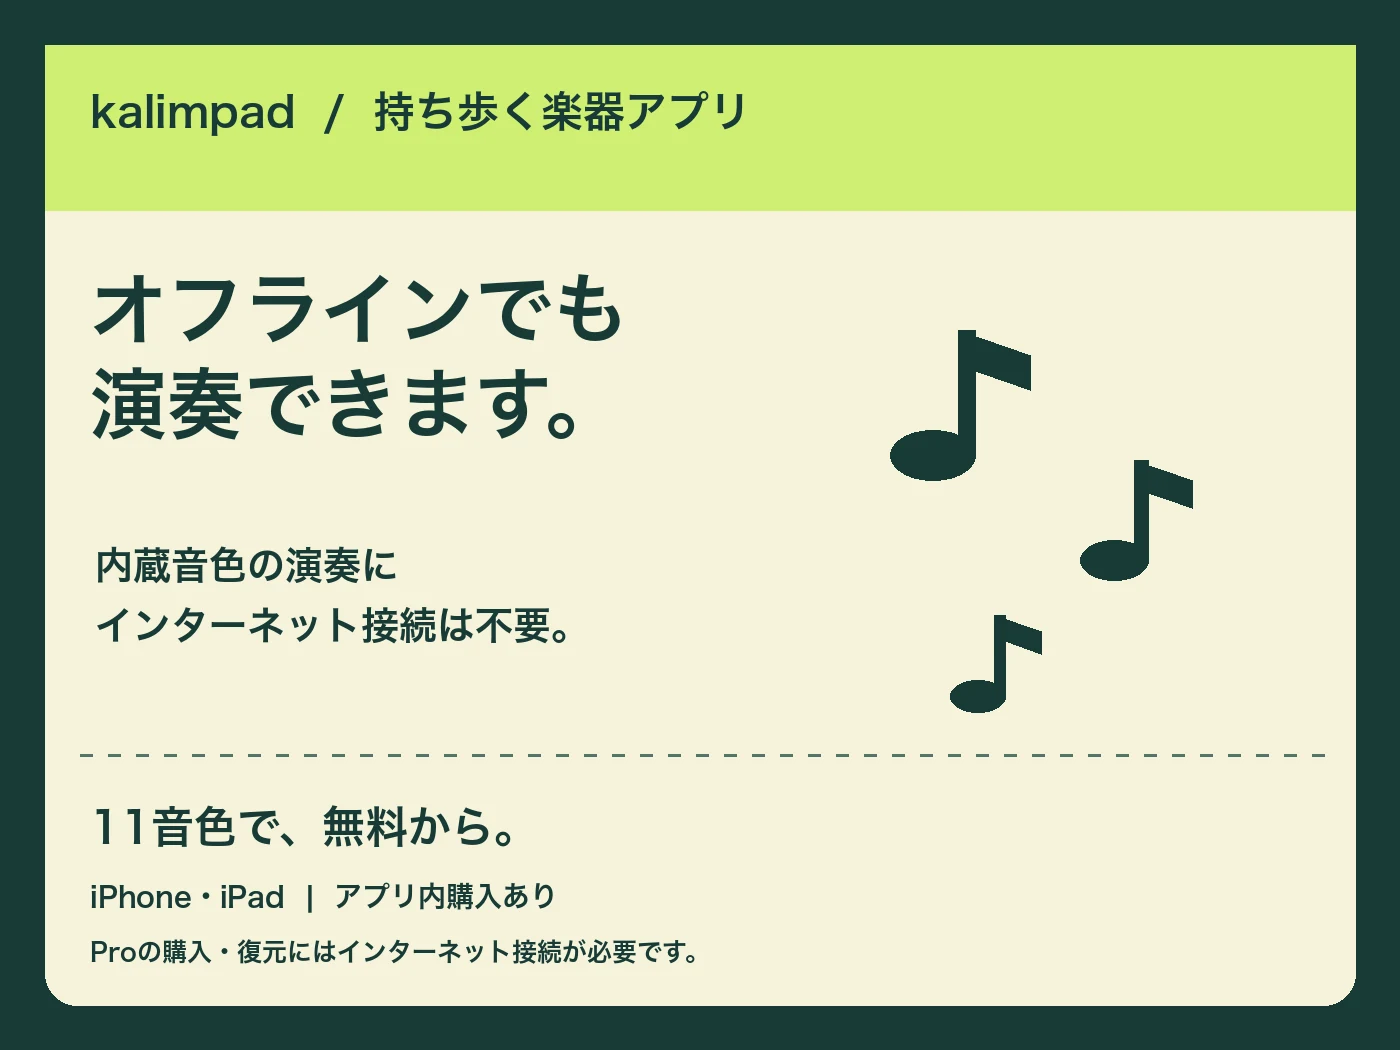 kalimpad / 持ち歩く楽器アプリ
オフラインでも
演奏できます。
内蔵音色の演奏に
インターネット接続は不要。
11音色で、無料から。
iPhone・iPad | アプリ内購入あり
Proの購入・復元にはインターネット接続が必要です。